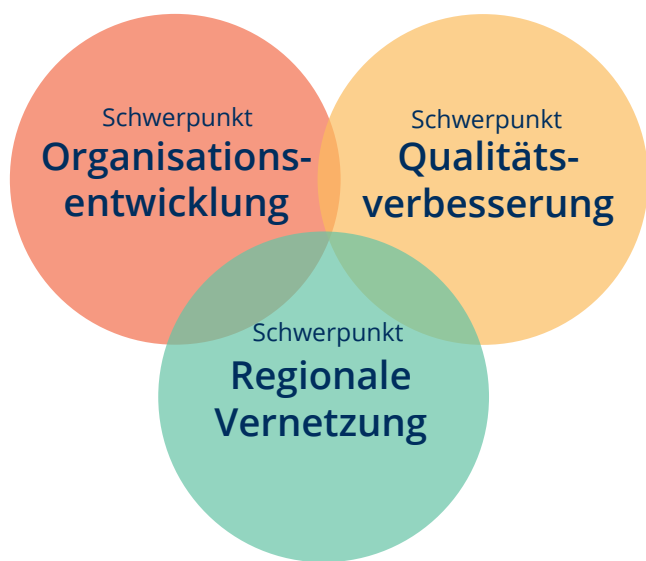 Schwerpunkt
Organisations-
entwicklung
Schwerpunkt
Qualitäts-
verbesserung
Schwerpunkt
Regionale
Vernetzung